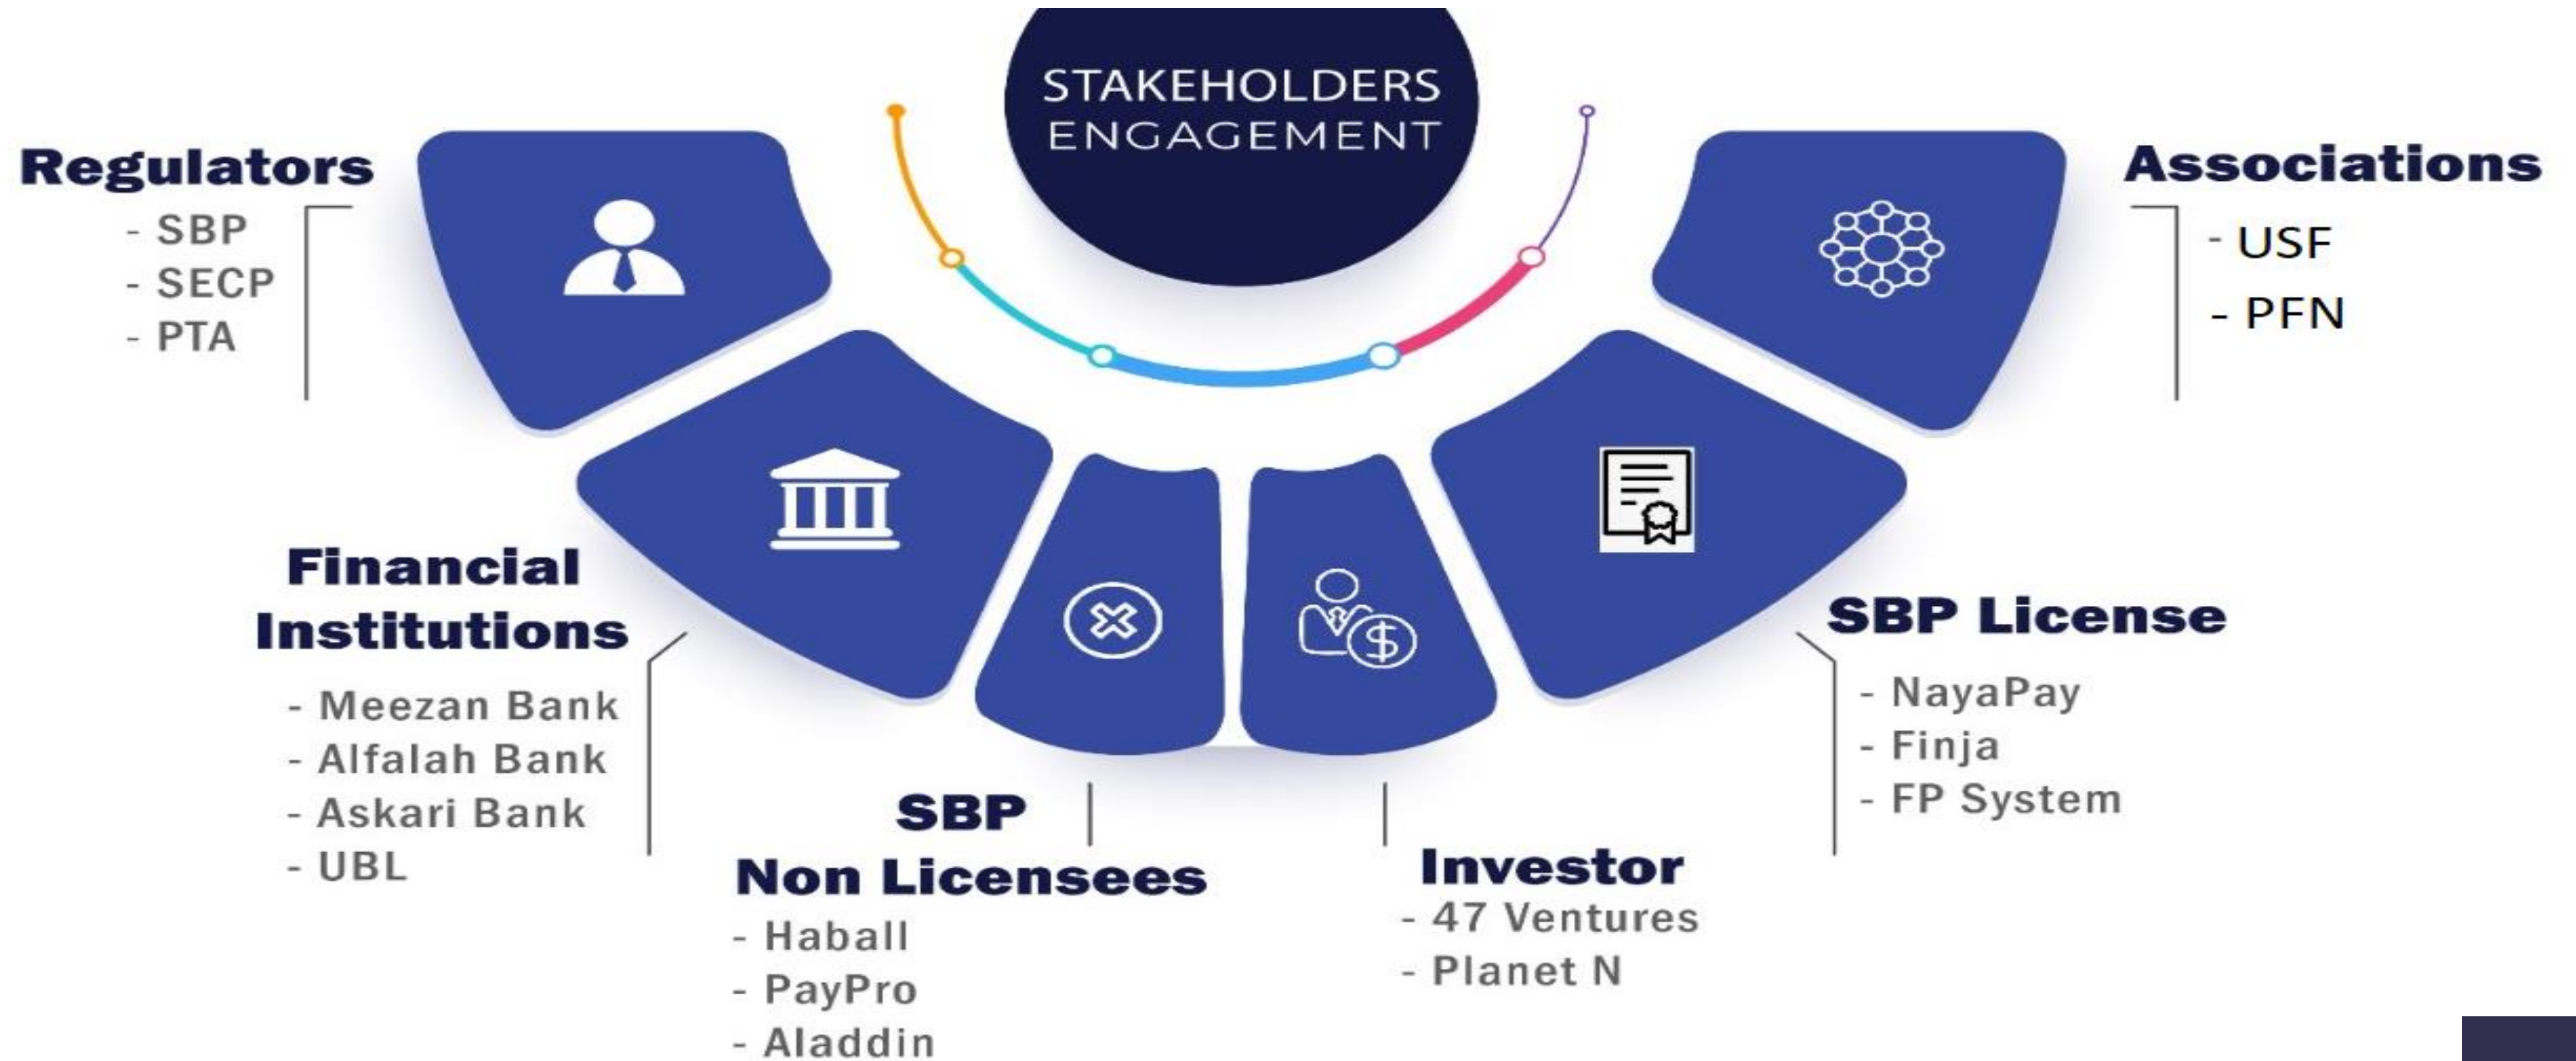 STAKEHOLDERS
ENGAGEMENT
Regulators
- SBP
- SECP
- PTA
Financial
Institutions
- Meezan Bank
- Alfalah Bank
- Askari Bank
- UBL
SBP
Non Licensees
- Haball
- PayPro
- Aladdin
Investor
- 47 Ventures
- Planet N
SBP License
- NayaPay
- Finja
- FP System
Associations
- USF
- PFN